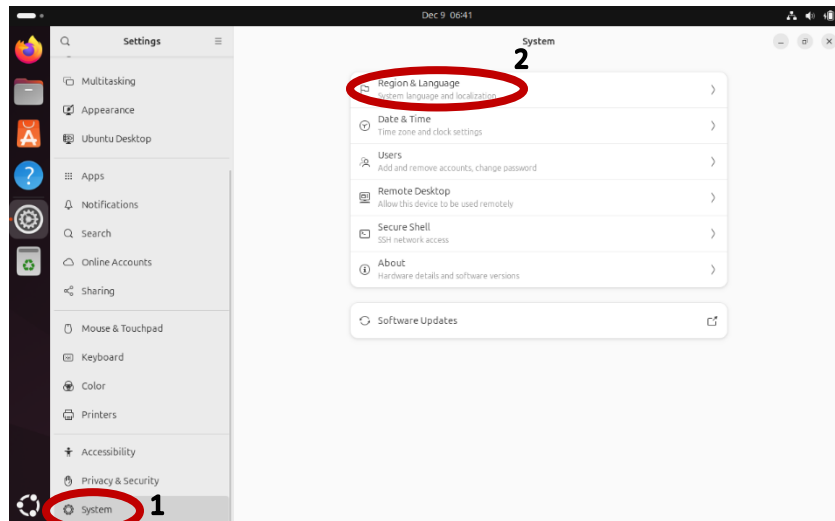 Dec 9 06:41
Settings
System
2
Multitasking
Appearance
Ubuntu Desktop
Apps
Notifications
Search
Online Accounts
Sharing
Mouse & Touchpad
Keyboard
Color
Printers
Accessibility
Privacy & Security
System
1
Region & Language
System language and localization
Date & Time
Time zone and clock settings
Users
Add and remove accounts, change password
Remote Desktop
Allow this device to be used remotely
Secure Shell
SSH network access
About
Hardware details and software versions
Software Updates